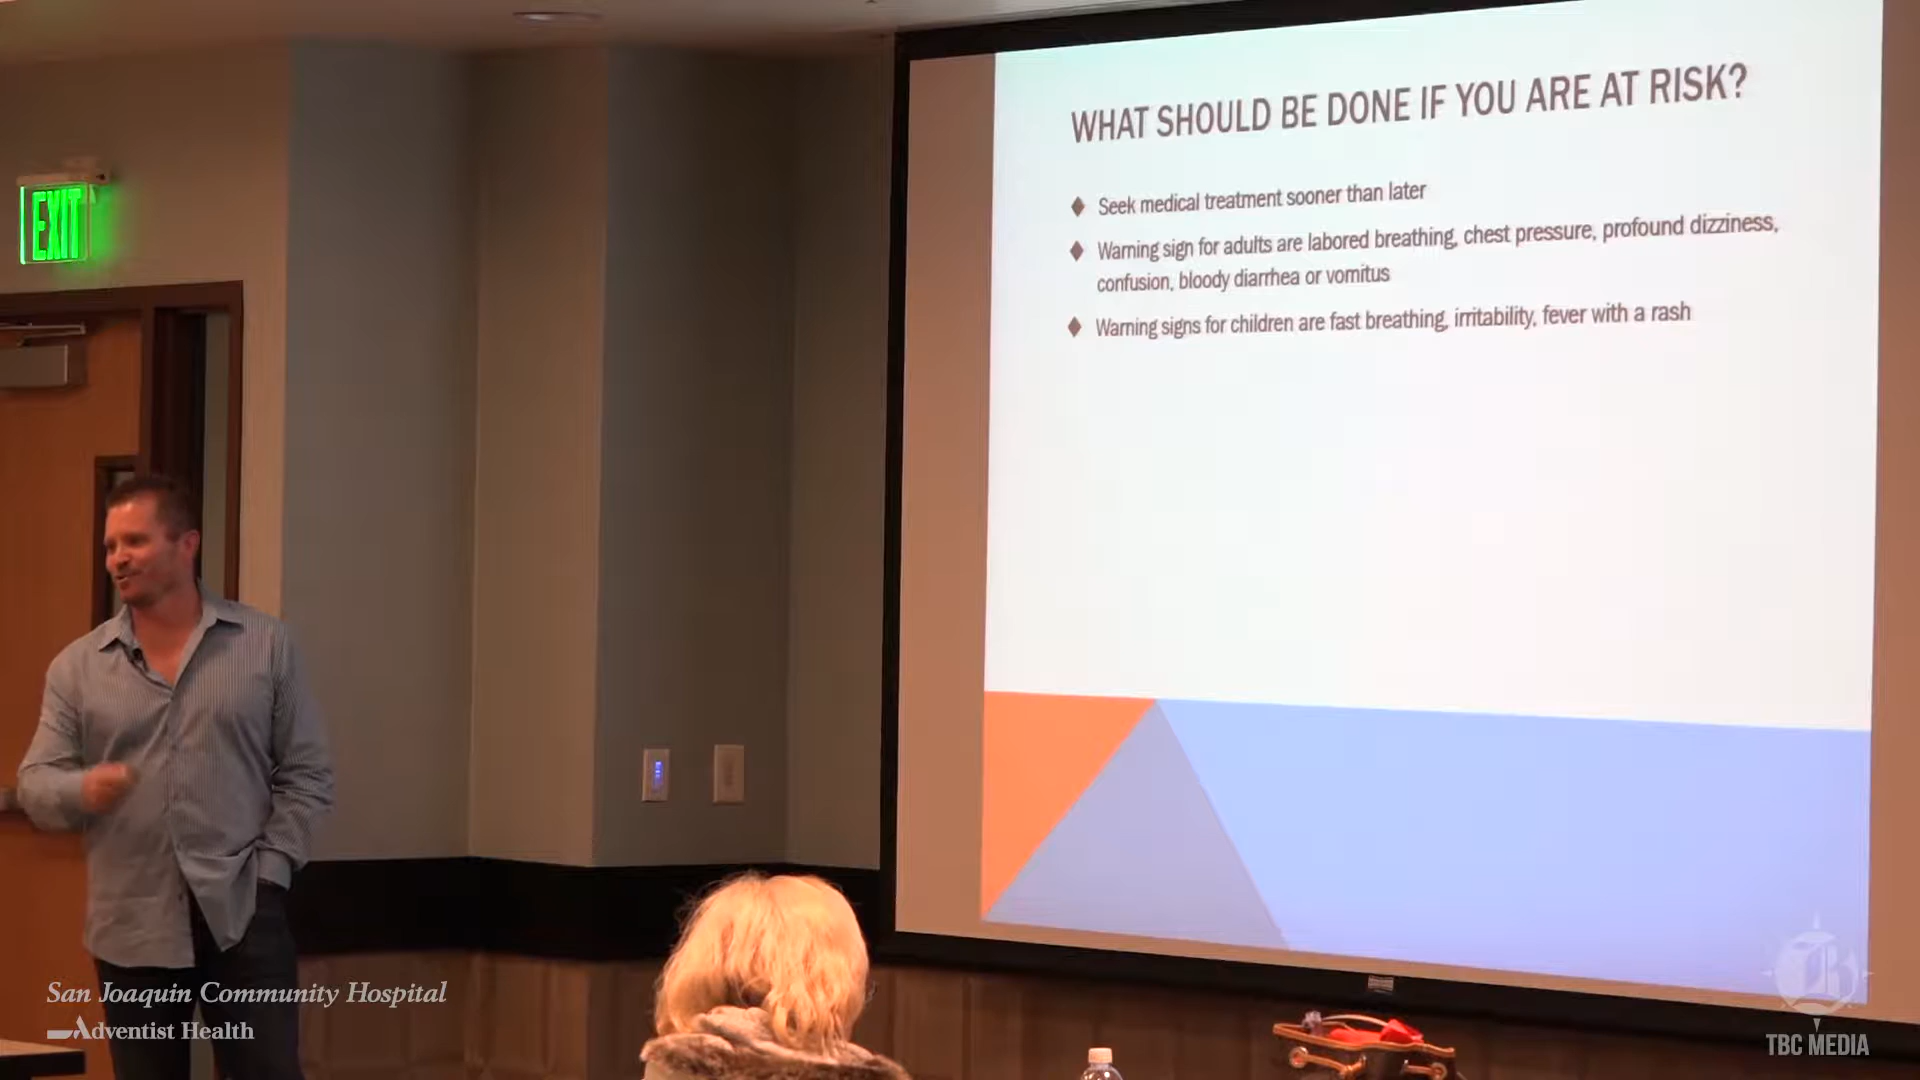 EXIT
WHAT SHOULD BE DONE IF YOU ARE AT RISK?
Seek medical treatment sooner than later
Warning sign for adults are labored breathing, chest pressure, profound dizziness,
confusion, bloody diarrhea or vomitus
Warning signs for children are fast breathing, irritability, fever with a rash
San Joaquin Community Hospital
Adventist Health
TBC MEDIA